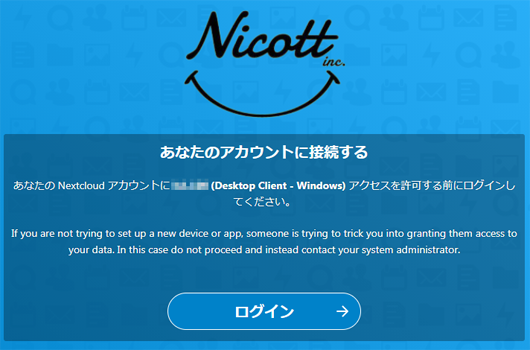 Nicott
inc.
あなたのアカウントに接続する
あなたの Nextcloud アカウントに (Desktop Client - Windows) アクセスを許可する前にログインし
てください。
If you are not trying to set up a new device or app, someone is trying to trick you into granting them access to
your data. In this case do not proceed and instead contact your system administrator.
ログイン